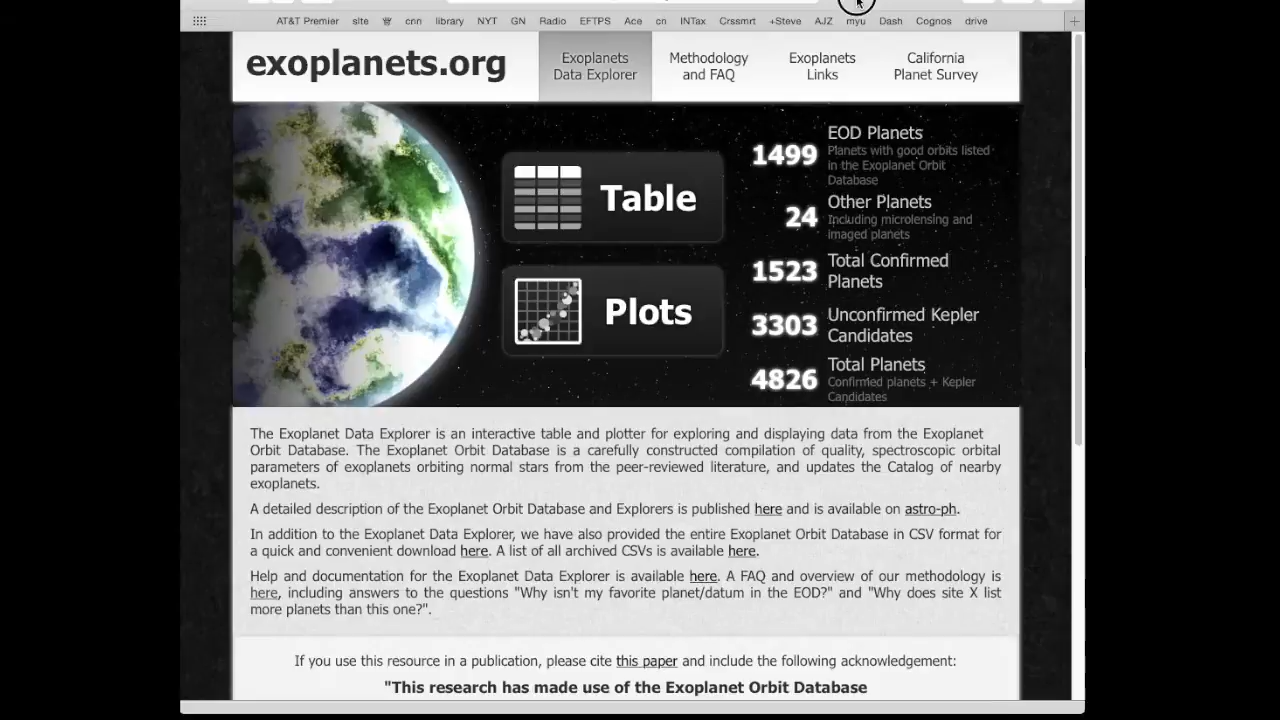 AT&T Premier site cnn library NYT GN Radio EFTPS Ace cn INTax Crssmrt +Steve AJZ myu Dash Cognos drive
exoplanets.org
Exoplanets
Data Explorer
Methodology
and FAQ
Exoplanets
Links
California
Planet Survey
Table
Plots
1499
EOD Planets
Planets with good orbits listed
in the Exoplanet Orbit
Database
24
Other Planets
Including microlensing and
imaged planets
1523
Total Confirmed
Planets
3303
Unconfirmed Kepler
Candidates
4826
Total Planets
Confirmed planets + Kepler
Candidates
The Exoplanet Data Explorer is an interactive table and plotter for exploring and displaying data from the Exoplanet
Orbit Database. The Exoplanet Orbit Database is a carefully constructed compilation of quality, spectroscopic orbital
parameters of exoplanets orbiting normal stars from the peer-reviewed literature, and updates the Catalog of nearby
exoplanets.
A detailed description of the Exoplanet Orbit Database and Explorers is published here and is available on astro-ph.
In addition to the Exoplanet Data Explorer, we have also provided the entire Exoplanet Orbit Database in CSV format for
a quick and convenient download here. A list of all archived CSVs is available here.
Help and documentation for the Exoplanet Data Explorer is available here. A FAQ and overview of our methodology is
here, including answers to the questions "Why isn't my favorite planet/datum in the EOD?" and "Why does site X list
more planets than this one?".
If you use this resource in a publication, please cite this paper and include the following acknowledgement:
"This research has made use of the Exoplanet Orbit Database